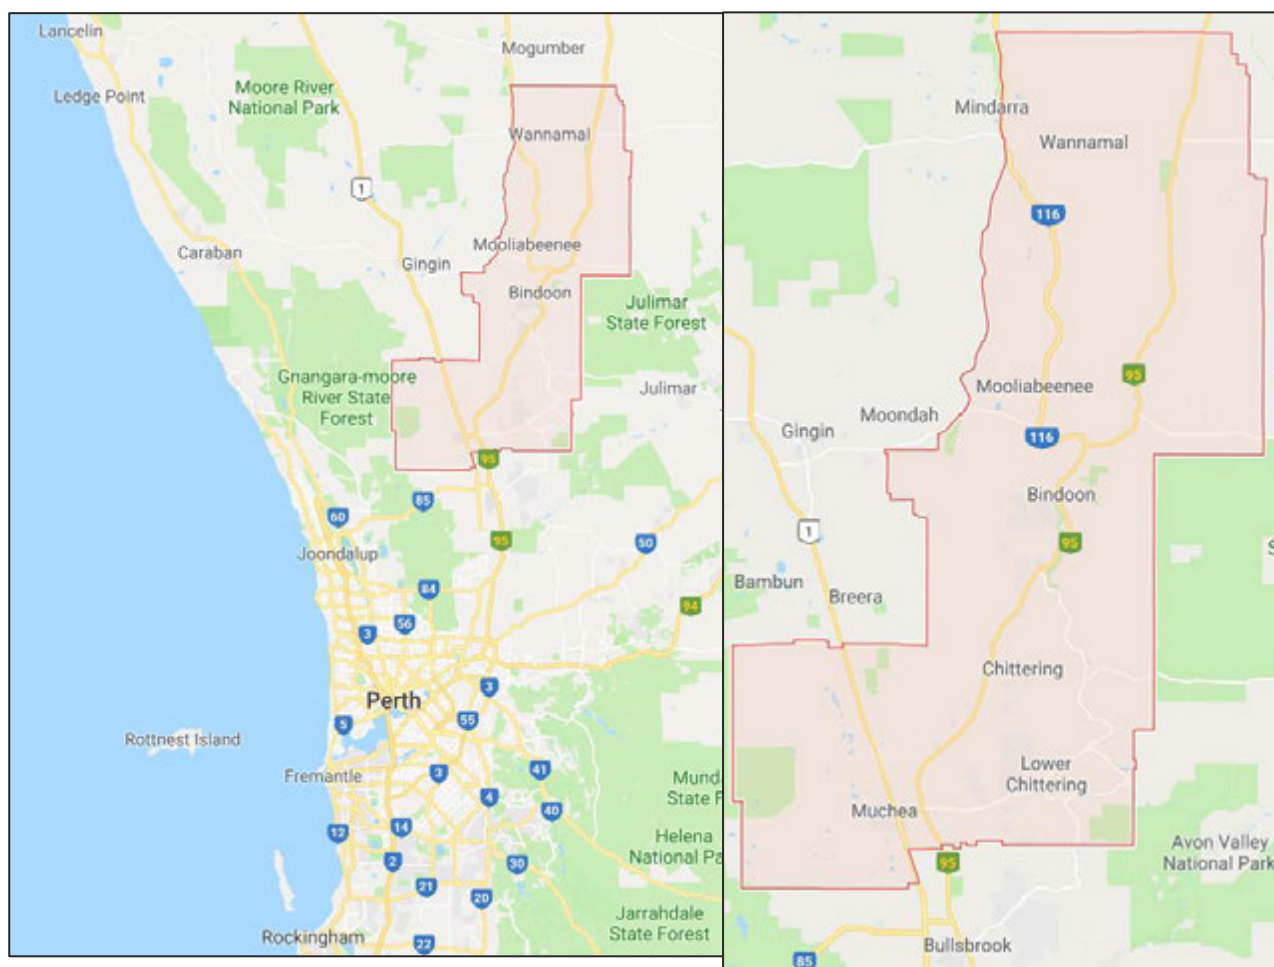 Lancelin
Mogumber
Moore River
National Park
Ledge Point
Wannamal
1
Caraban
Mooliabeenee
Gingin
Bindoon
Julimar
State Forest
Gnangara-moore
River State
Forest
Julimar
95
85
60
95
50
Joondalup
84
94
56
3
Perth
3
5
55
Rottnest Island
Fremantle
3
41
Mund
State F
4
40
12
14
Helena
National Pa
2
30
21
20
Jarrahdale
State Forest
Rockingham
22
Mindarra
Wannamal
116
95
Mooliabeenee
Moondah
Gingin
116
Bindoon
1
95
S
Bambun
Breera
Chittering
Lower
Chittering
Muchea
Avon Valley
National Park
95
Bullsbrook
85